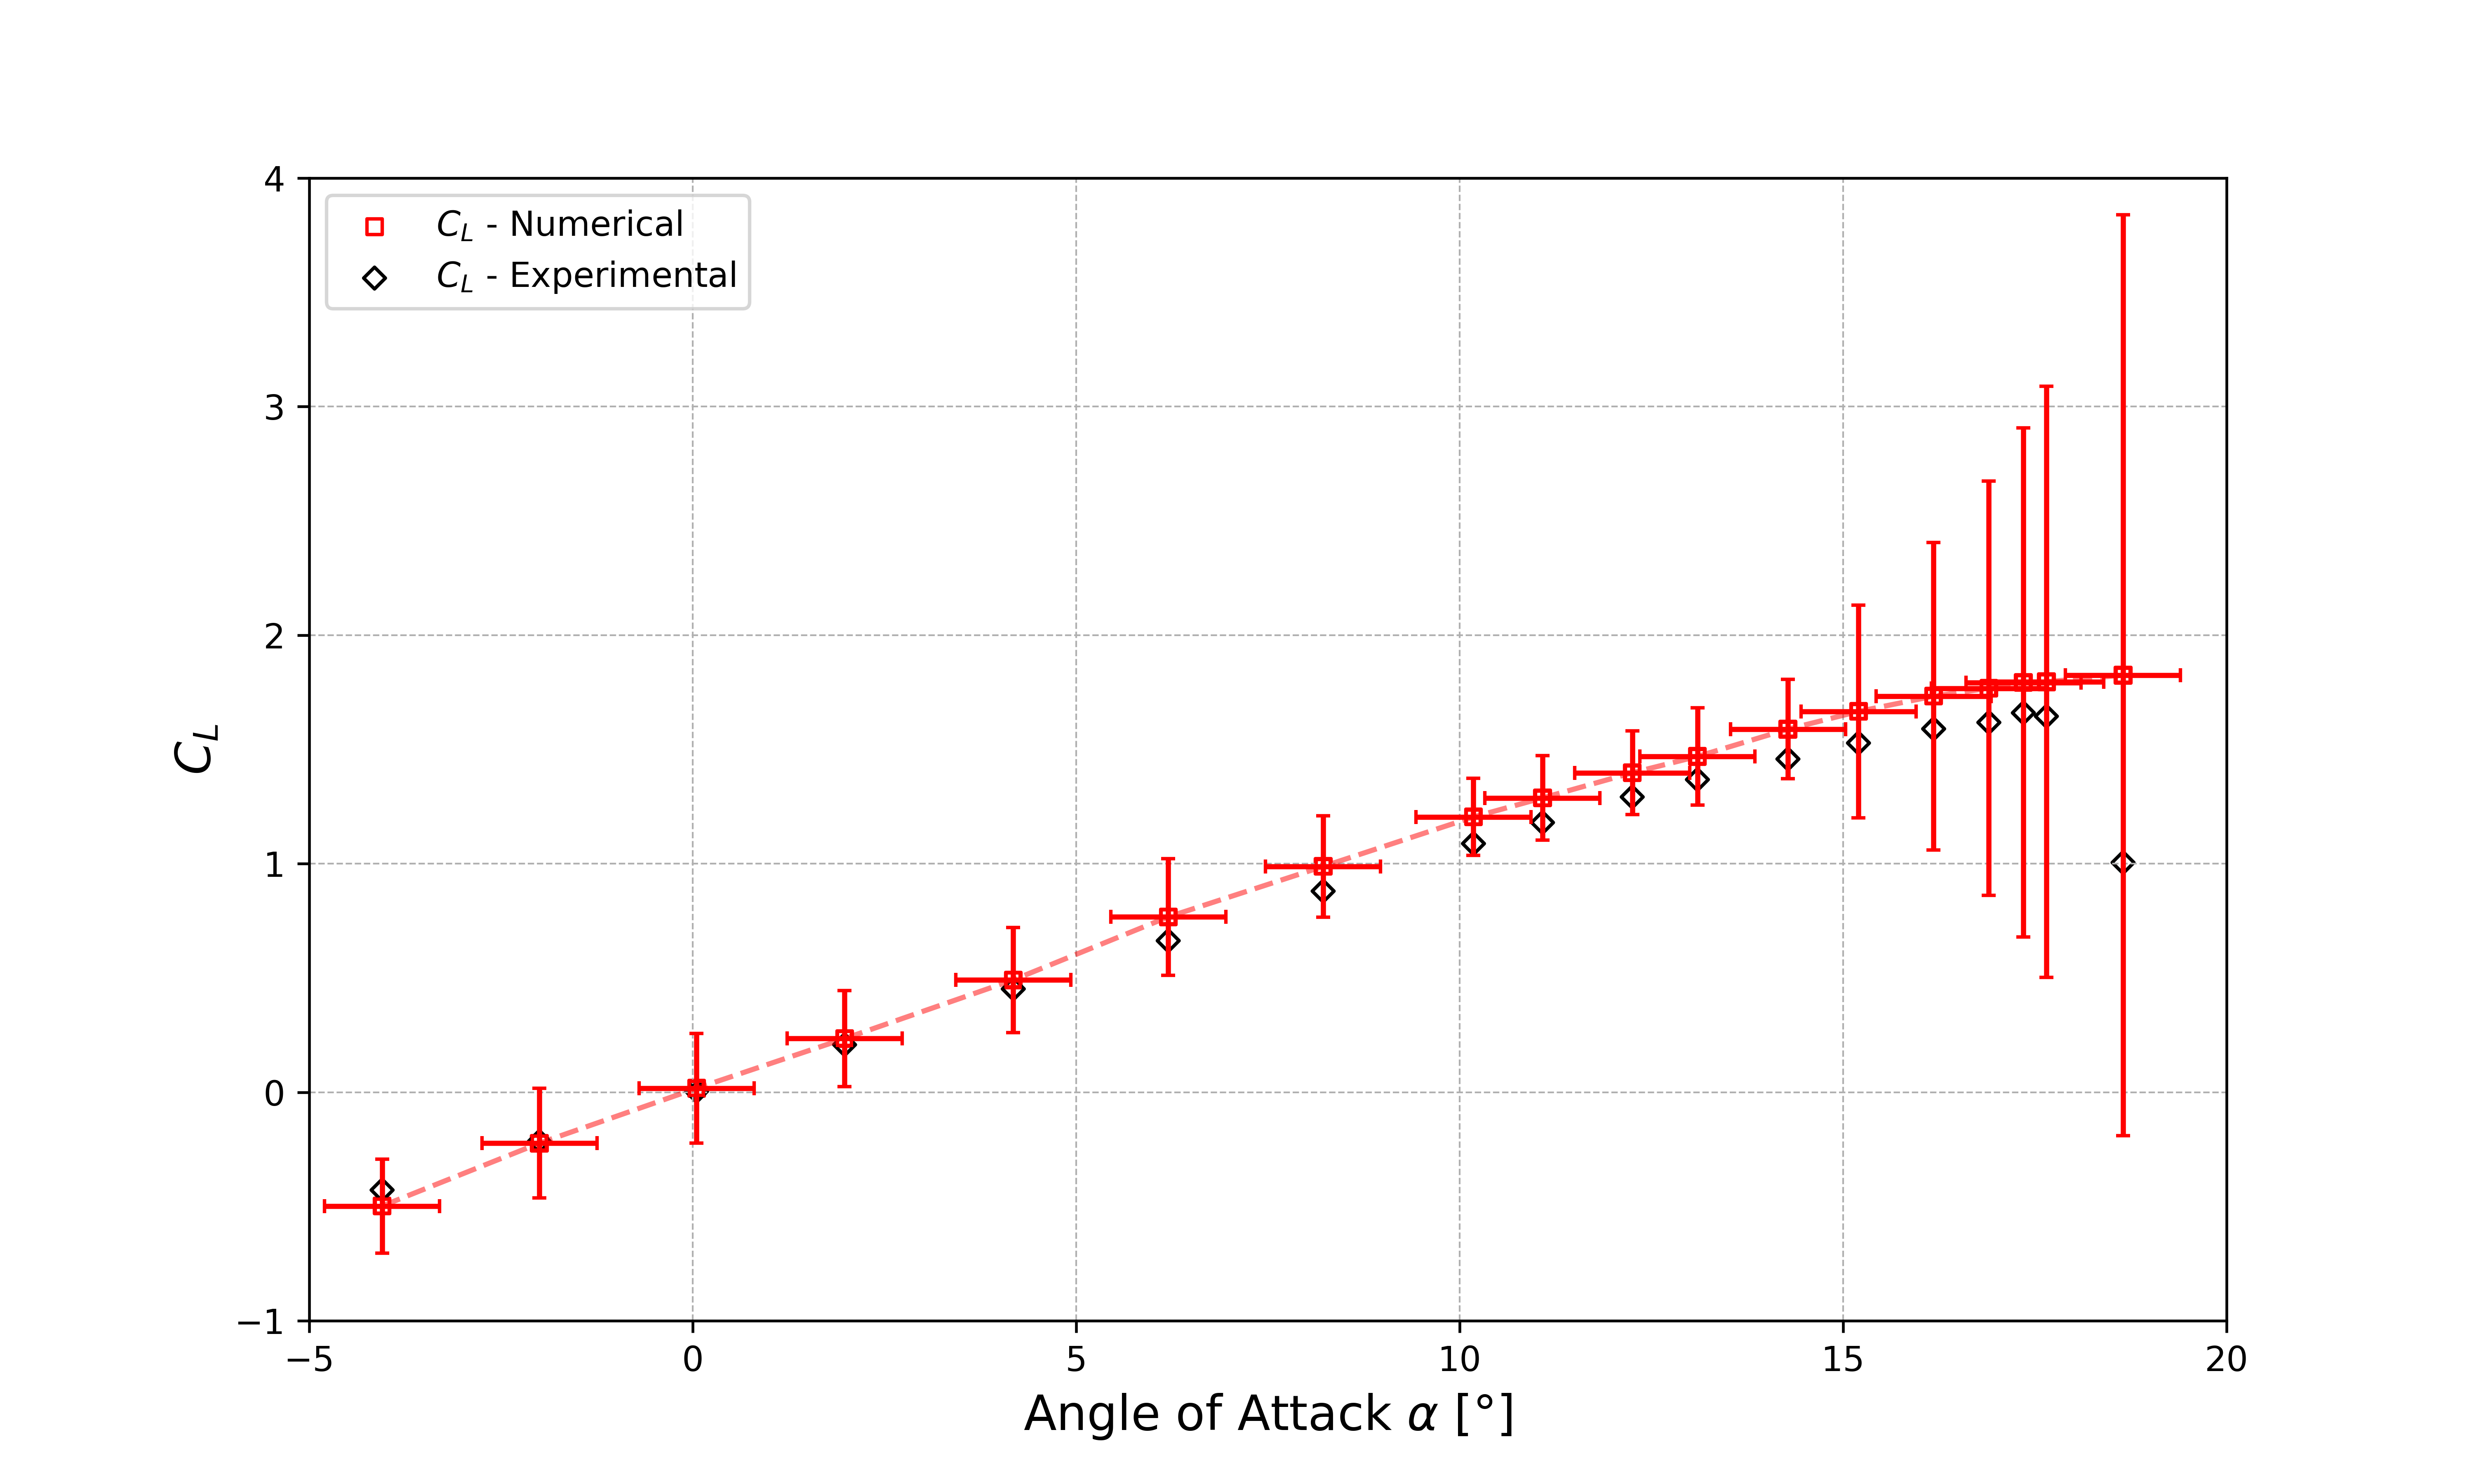 4
C_L - Numerical
C_L - Experimental
3
2
C_L
1
0
−1
−5 0 5 10 15 20
Angle of Attack α [°]